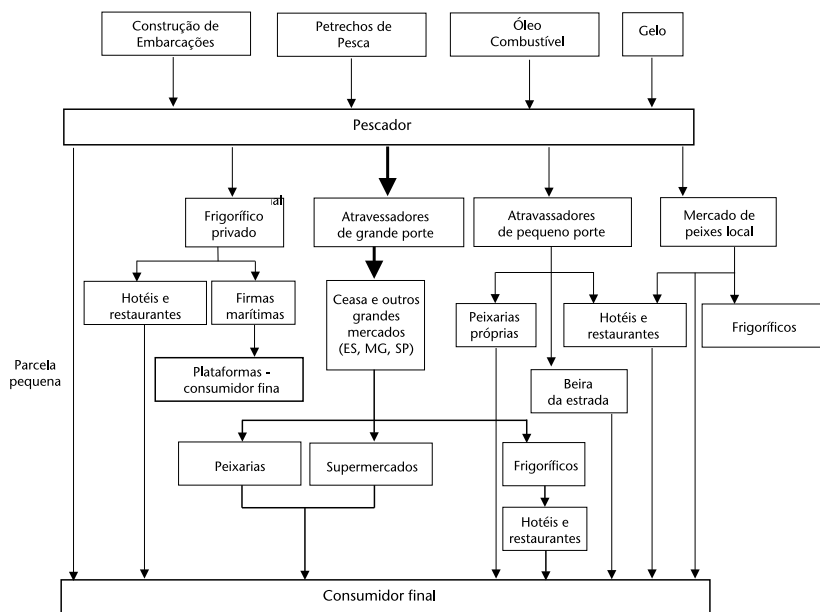 Construção de
Embarcações
Petrechos de
Pesca
Óleo
Combustível
Gelo
Pescador
al
Frigorífico
privado
Atravessadores
de grande porte
Atravassadores
de pequeno porte
Mercado de
peixes local
Hotéis e
restaurantes
Firmas
marítimas
Ceasa e outros
grandes
mercados
(ES, MG, SP)
Peixarias
próprias
Hotéis e
restaurantes
Frigoríficos
Parcela
pequena
Plataformas -
consumidor fina
Beira
da estrada
Peixarias
Supermercados
Frigoríficos
Hotéis e
restaurantes
Consumidor final